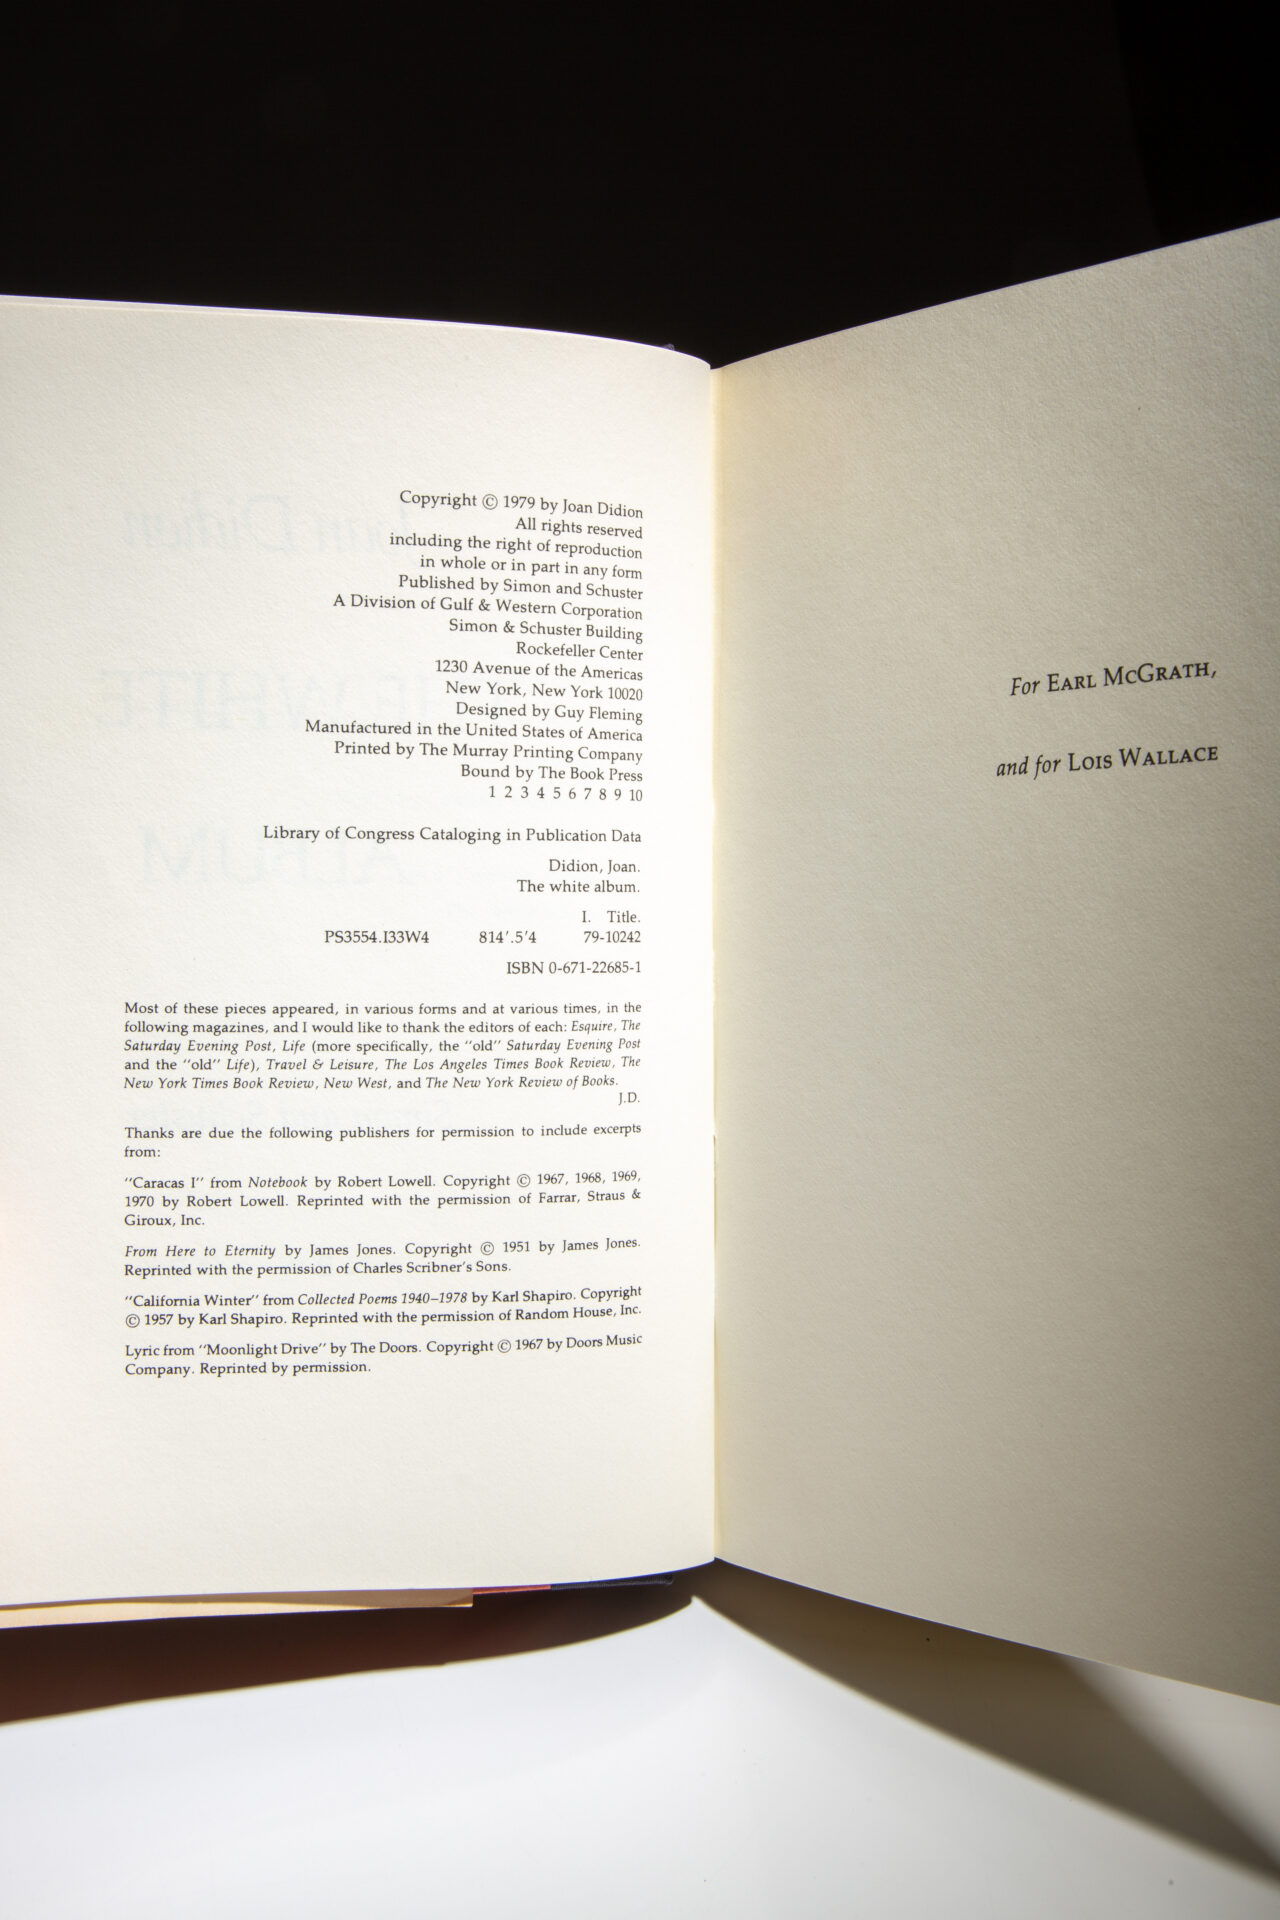 Copyright © 1979 by Joan Didion
All rights reserved
including the right of reproduction
in whole or in part in any form
Published by Simon and Schuster
A Division of Gulf & Western Corporation
Simon & Schuster Building
Rockefeller Center
1230 Avenue of the Americas
New York, New York 10020
Designed by Guy Fleming
Manufactured in the United States of America
Printed by The Murray Printing Company
Bound by The Book Press
1 2 3 4 5 6 7 8 9 10
Library of Congress Cataloging in Publication Data
Didion, Joan.
The white album.
I. Title.
PS3554.I33W4 814'.5'4 79-10242
ISBN 0-671-22685-1
Most of these pieces appeared, in various forms and at various times, in the
following magazines, and I would like to thank the editors of each: Esquire, The
Saturday Evening Post, Life (more specifically, the "old" Saturday Evening Post
and the "old" Life), Travel & Leisure, The Los Angeles Times Book Review, The
New York Times Book Review, New West, and The New York Review of Books.
J.D.
Thanks are due the following publishers for permission to include excerpts
from:
"Caracas I" from Notebook by Robert Lowell. Copyright © 1967, 1968, 1969,
1970 by Robert Lowell. Reprinted with the permission of Farrar, Straus &
Giroux, Inc.
From Here to Eternity by James Jones. Copyright © 1951 by James Jones.
Reprinted with the permission of Charles Scribner's Sons.
"California Winter" from Collected Poems 1940–1978 by Karl Shapiro. Copyright
© 1957 by Karl Shapiro. Reprinted with the permission of Random House, Inc.
Lyric from "Moonlight Drive" by The Doors. Copyright © 1967 by Doors Music
Company. Reprinted by permission.
For EARL MCGRATH,
and for LOIS WALLACE